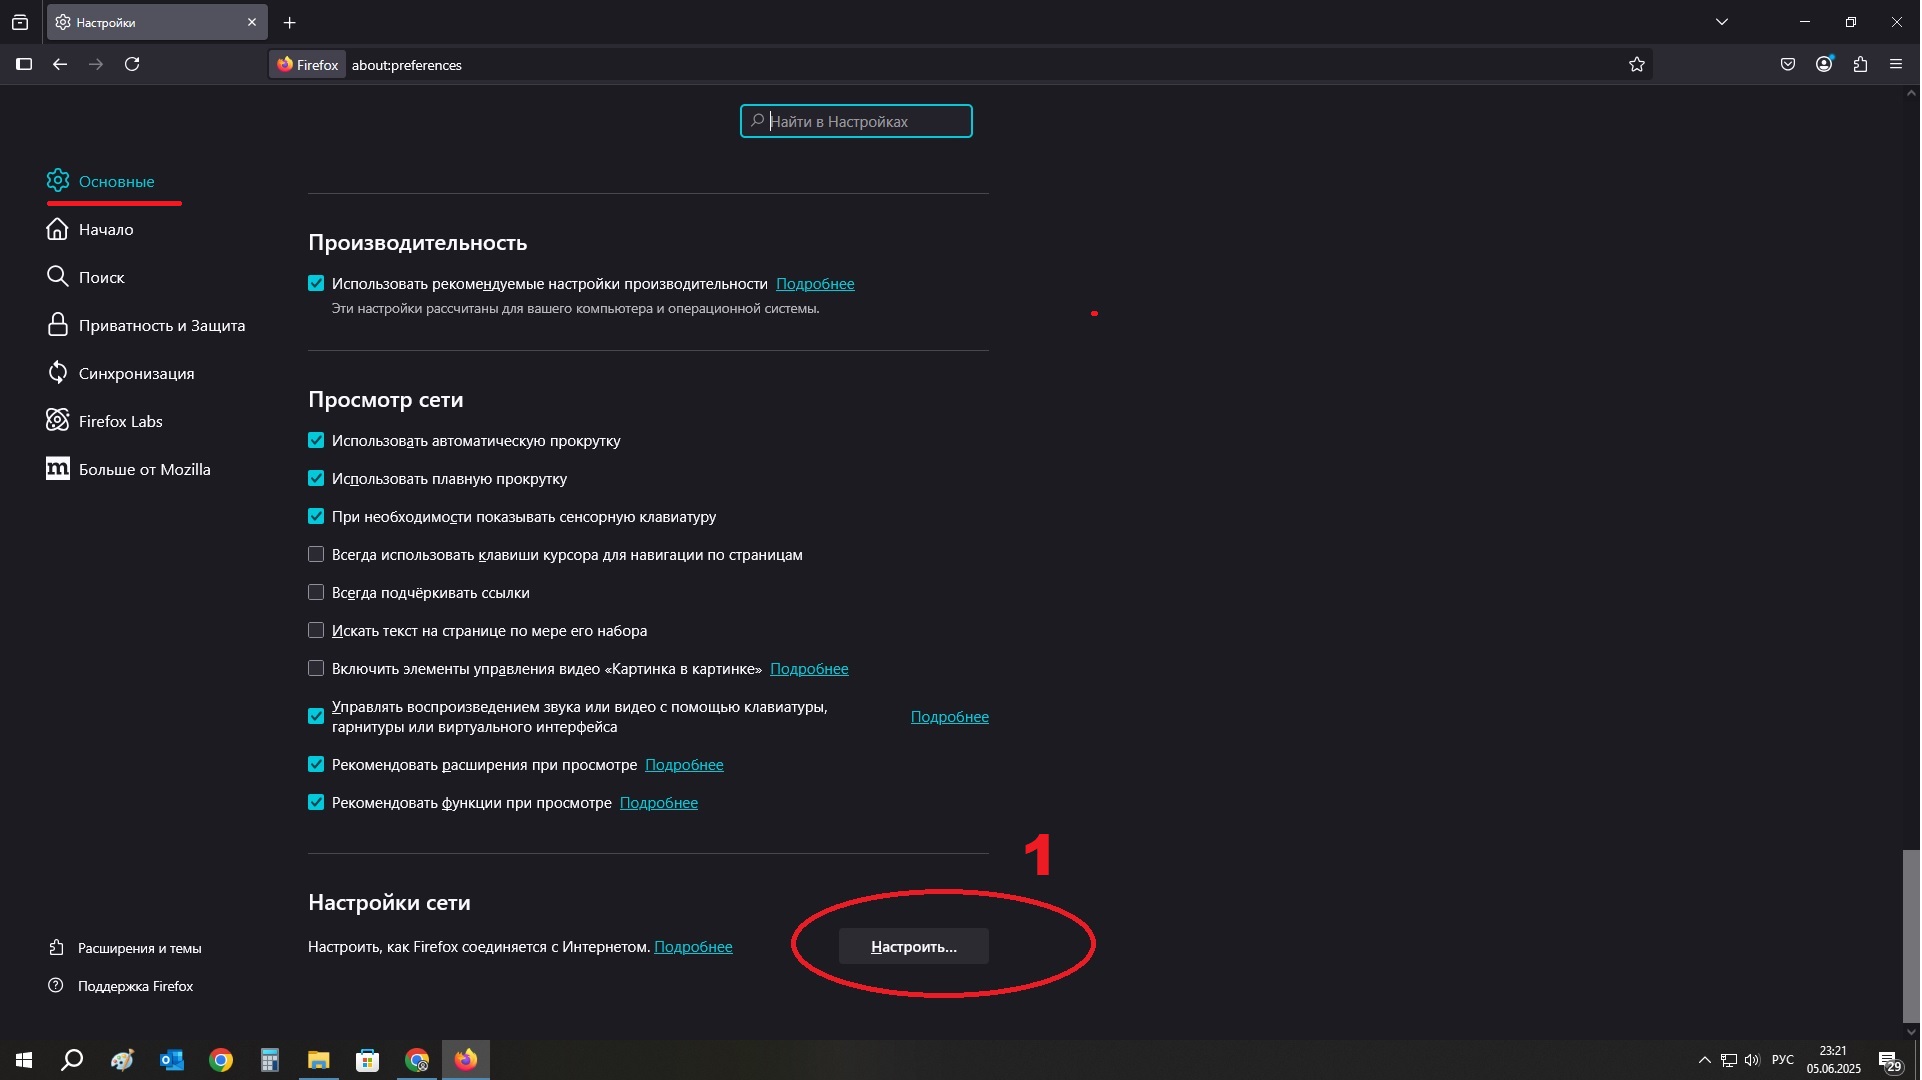 Настройки
Firefox about:preferences
Найти в Настройках
Основные
Начало
Поиск
Приватность и Защита
Синхронизация
Firefox Labs
Больше от Mozilla
Расширения и темы
Поддержка Firefox
Производительность
Использовать рекомендуемые настройки производительности Подробнее
Эти настройки рассчитаны для вашего компьютера и операционной системы.
Просмотр сети
Использовать автоматическую прокрутку
Использовать плавную прокрутку
При необходимости показывать сенсорную клавиатуру
Всегда использовать клавиши курсора для навигации по страницам
Всегда подчёркивать ссылки
Искать текст на странице по мере его набора
Включить элементы управления видео «Картинка в картинке» Подробнее
Управлять воспроизведением звука или видео с помощью клавиатуры,
гарнитуры или виртуального интерфейса Подробнее
Рекомендовать расширения при просмотре Подробнее
Рекомендовать функции при просмотре Подробнее
1
Настройки сети
Настроить, как Firefox соединяется с Интернетом. Подробнее
Настроить...
РУС
23:21
05.06.2025
29